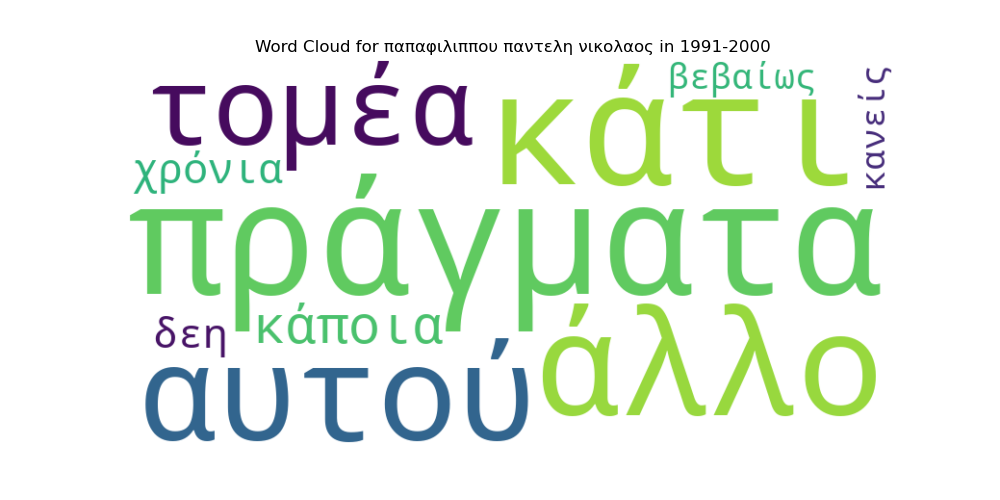 Word Cloud for παπαφιλιππου παντελη νικολαος in 1991-2000
τομέα
κάτι
βεβαίως
κανείς
χρόνια
πράγματα
δεη
κάποια
άλλο
αυτού